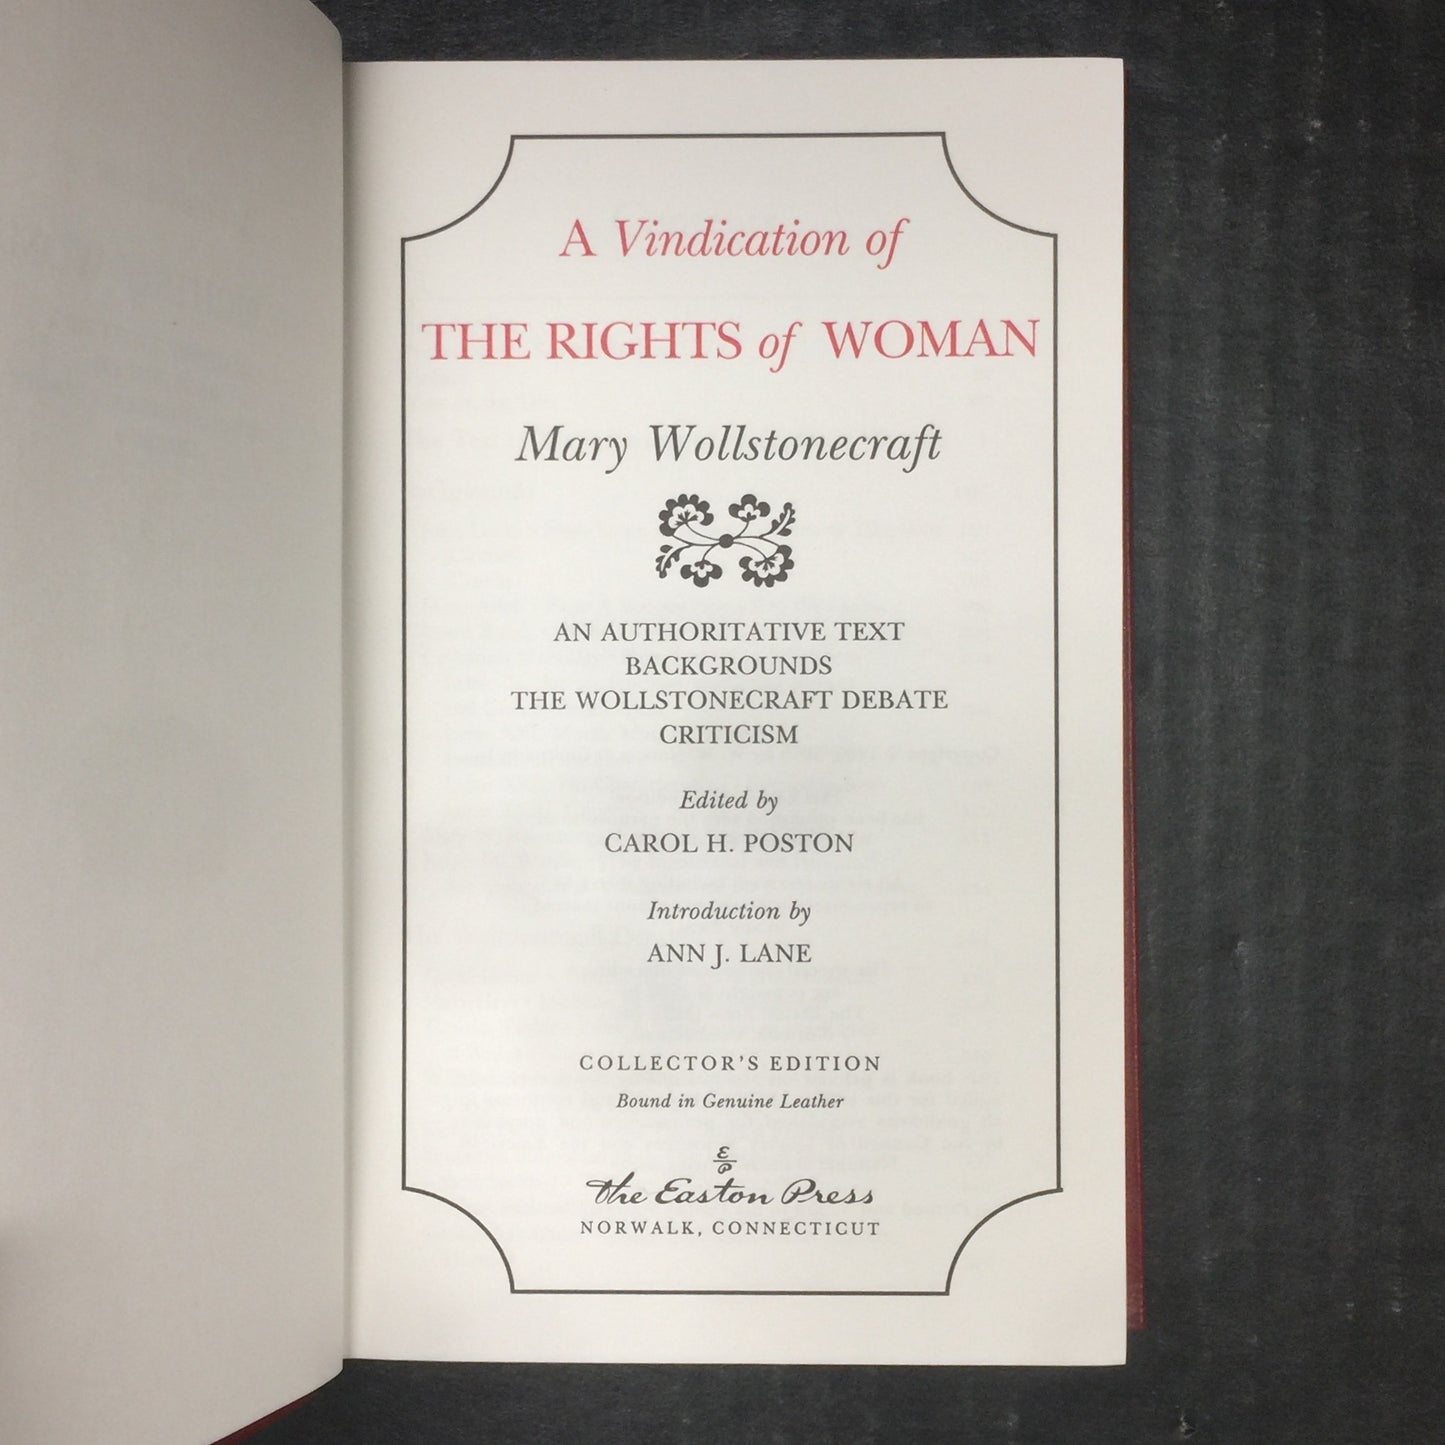 A Vindication of
THE RIGHTS of WOMAN
Mary Wollstonecraft
AN AUTHORITATIVE TEXT
BACKGROUNDS
THE WOLLSTONECRAFT DEBATE
CRITICISM
Edited by
CAROL H. POSTON
Introduction by
ANN J. LANE
COLLECTOR'S EDITION
Bound in Genuine Leather
E
P
The Easton Press
NORWALK, CONNECTICUT